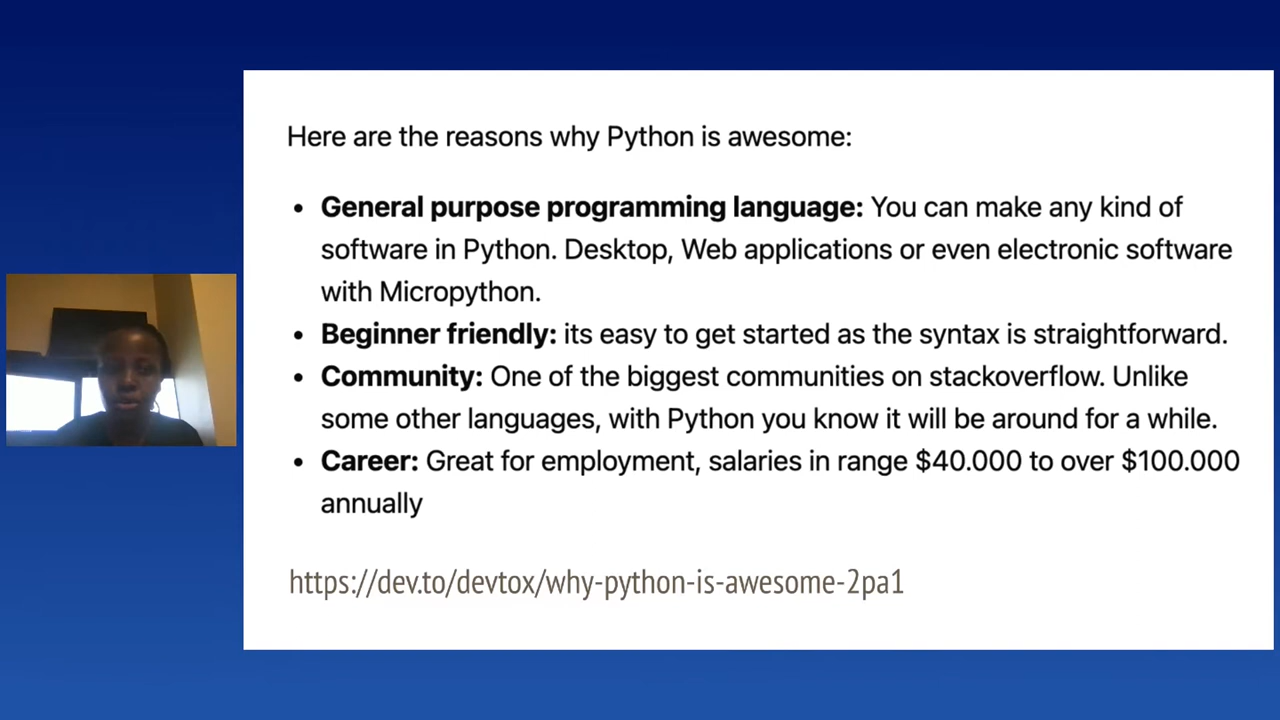 Here are the reasons why Python is awesome:
• General purpose programming language: You can make any kind of
software in Python. Desktop, Web applications or even electronic software
with Micropython.
• Beginner friendly: its easy to get started as the syntax is straightforward.
• Community: One of the biggest communities on stackoverflow. Unlike
some other languages, with Python you know it will be around for a while.
• Career: Great for employment, salaries in range $40.000 to over $100.000
annually
https://dev.to/devtox/why-python-is-awesome-2pa1